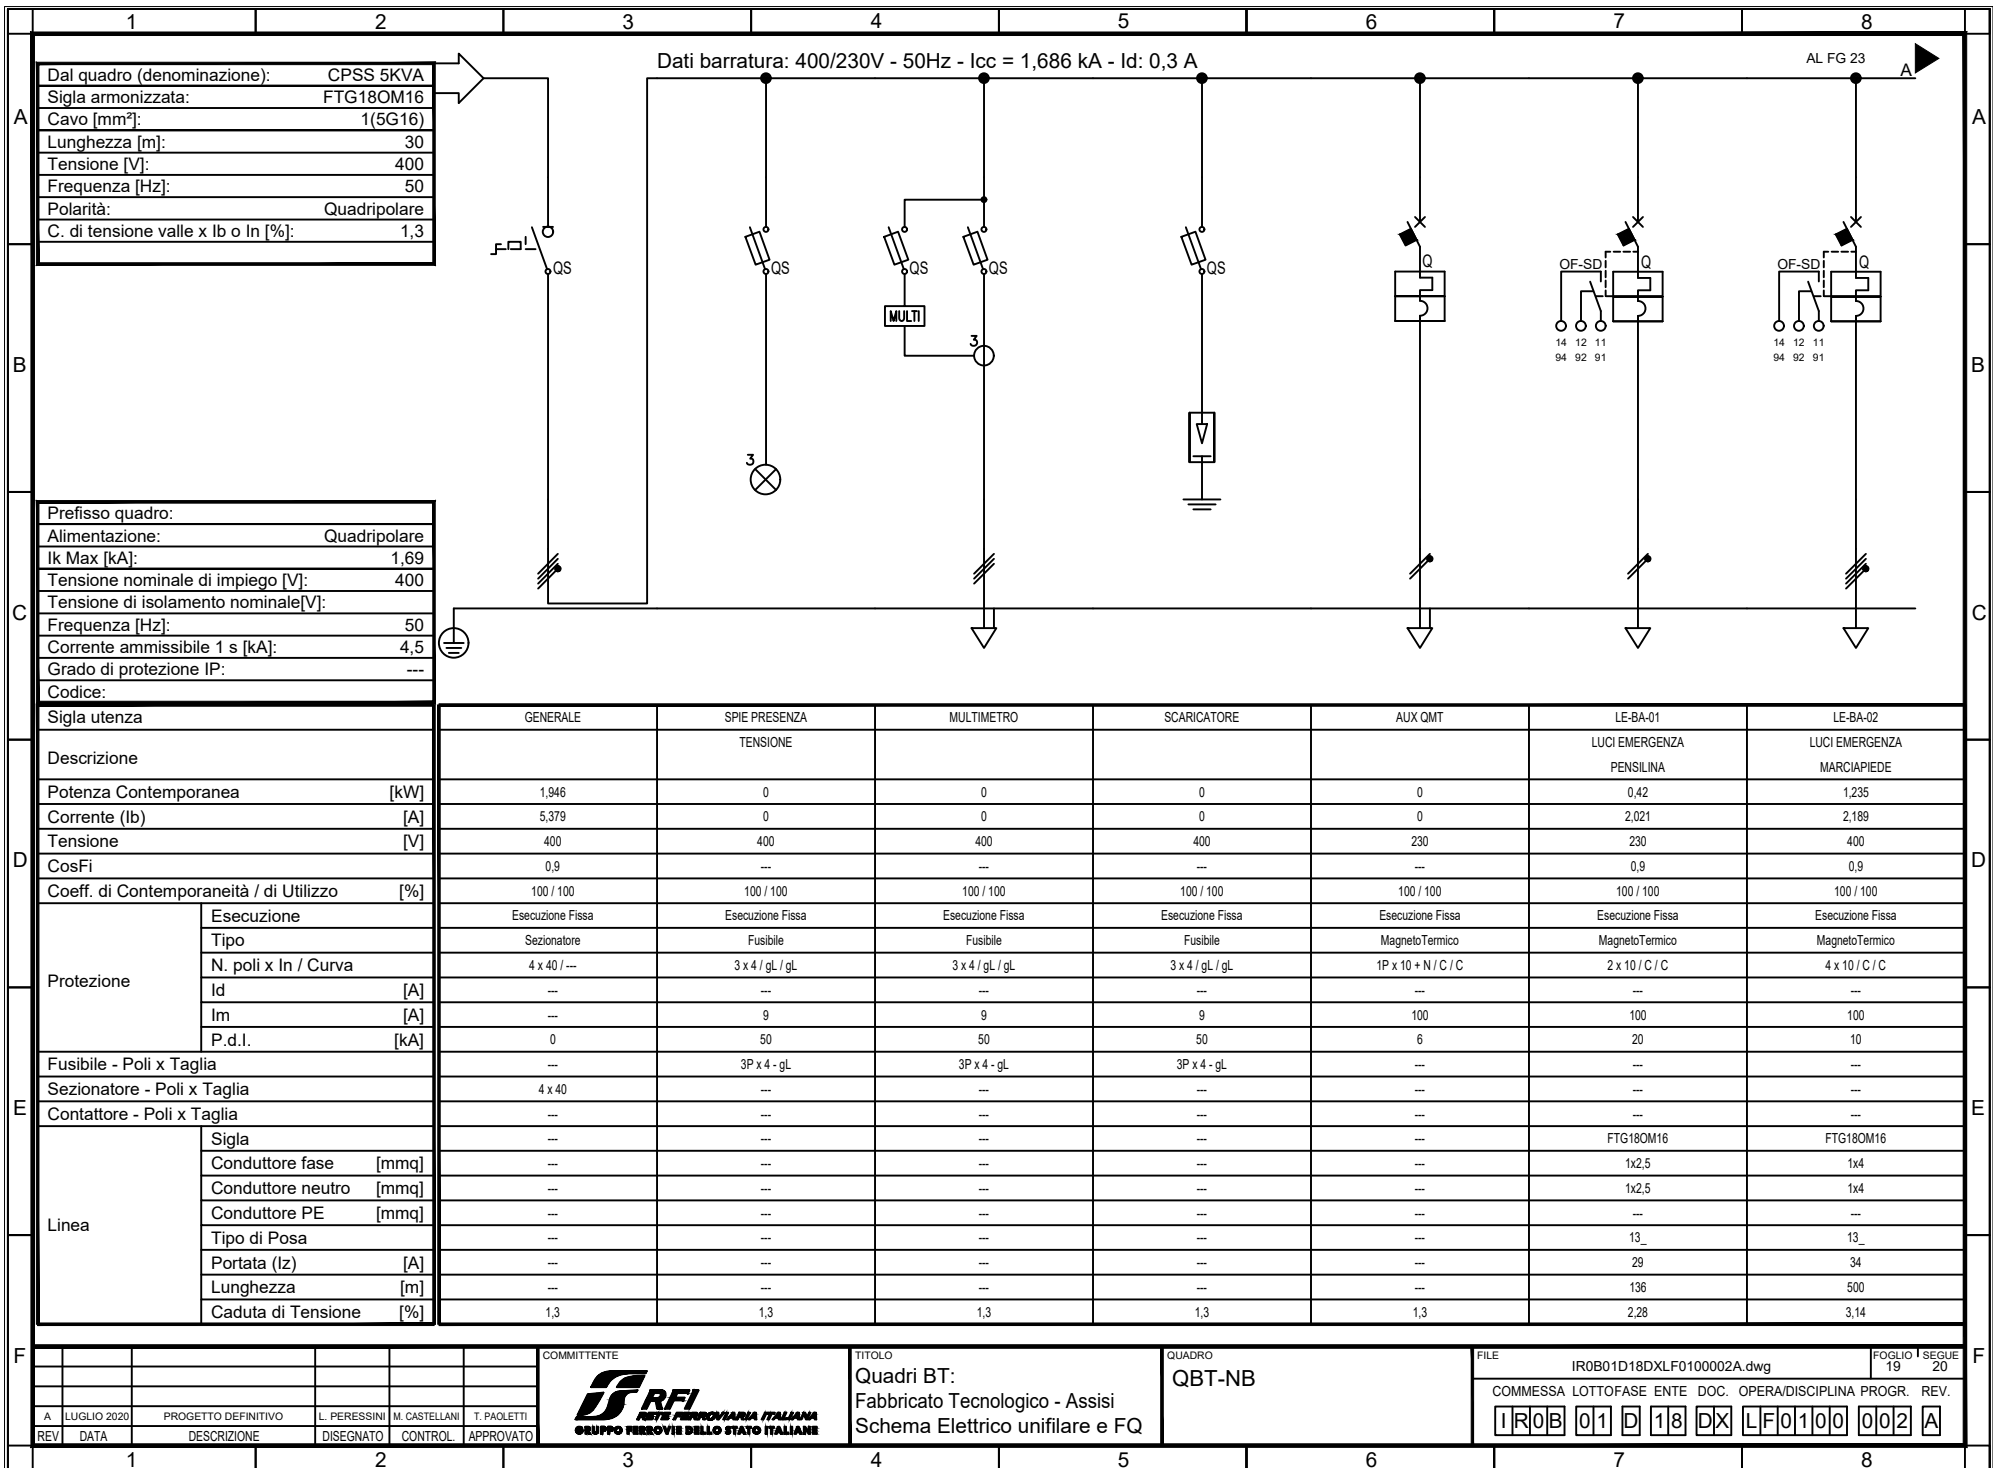 1 2 3 4 5 6 7 8
Dati barratura: 400/230V - 50Hz - Icc = 1,686 kA - Id: 0,3 A
AL FG 23
A
Dal quadro (denominazione): CPSS 5KVA
Sigla armonizzata: FTG18OM16
Cavo [mm²]: 1(5G16)
Lunghezza [m]: 30
Tensione [V]: 400
Frequenza [Hz]: 50
Polarità: Quadripolare
C. di tensione valle x Ib o In [%]: 1,3
A A
QS QS QS QS QS Q OF-SD Q OF-SD Q
MULTI
3
14 12 11 14 12 11
94 92 91 94 92 91
B B
3
Prefisso quadro:
Alimentazione: Quadripolare
Ik Max [kA]: 1,69
Tensione nominale di impiego [V]: 400
Tensione di isolamento nominale[V]:
Frequenza [Hz]: 50
Corrente ammissibile 1 s [kA]: 4,5
Grado di protezione IP: ---
Codice:
C C
Sigla utenza GENERALE SPIE PRESENZA MULTIMETRO SCARICATORE AUX QMT LE-BA-01 LE-BA-02
Descrizione TENSIONE LUCI EMERGENZA LUCI EMERGENZA
PENSILINA MARCIAPIEDE
Potenza Contemporanea [kW] 1,946 0 0 0 0 0,42 1,235
Corrente (Ib) [A] 5,379 0 0 0 0 2,021 2,189
Tensione [V] 400 400 400 400 230 230 400
CosFi 0,9 --- --- --- --- 0,9 0,9
D D
Coeff. di Contemporaneità / di Utilizzo [%] 100 / 100 100 / 100 100 / 100 100 / 100 100 / 100 100 / 100 100 / 100
Protezione
Esecuzione Esecuzione Fissa Esecuzione Fissa Esecuzione Fissa Esecuzione Fissa Esecuzione Fissa Esecuzione Fissa Esecuzione Fissa
Tipo Sezionatore Fusibile Fusibile Fusibile MagnetoTermico MagnetoTermico MagnetoTermico
N. poli x In / Curva 4 x 40 / --- 3 x 4 / gL / gL 3 x 4 / gL / gL 3 x 4 / gL / gL 1P x 10 + N / C / C 2 x 10 / C / C 4 x 10 / C / C
Id [A] --- --- --- --- --- --- ---
Im [A] --- 9 9 9 100 100 100
P.d.I. [kA] 0 50 50 50 6 20 10
Fusibile - Poli x Taglia --- 3P x 4 - gL 3P x 4 - gL 3P x 4 - gL --- --- ---
Sezionatore - Poli x Taglia 4 x 40 --- --- --- --- --- ---
Contattore - Poli x Taglia --- --- --- --- --- --- ---
E E
Linea
Sigla --- --- --- --- --- FTG18OM16 FTG18OM16
Conduttore fase [mmq] --- --- --- --- --- 1x2,5 1x4
Conduttore neutro [mmq] --- --- --- --- --- 1x2,5 1x4
Conduttore PE [mmq] --- --- --- --- --- --- ---
Tipo di Posa --- --- --- --- --- 13_ 13_
Portata (Iz) [A] --- --- --- --- --- 29 34
Lunghezza [m] --- --- --- --- --- 136 500
Caduta di Tensione [%] 1,3 1,3 1,3 1,3 1,3 2,28 3,14
F F
A LUGLIO 2020 PROGETTO DEFINITIVO L. PERESSINI M. CASTELLANI T. PAOLETTI
REV DATA DESCRIZIONE DISEGNATO CONTROL. APPROVATO
COMMITTENTE
RFI
RETE FERROVIARIA ITALIANA
GRUPPO FERROVIE DELLO STATO ITALIANE
TITOLO
Quadri BT:
Fabbricato Tecnologico - Assisi
Schema Elettrico unifilare e FQ
QUADRO
QBT-NB
FILE
IR0B01D18DXLF0100002A.dwg
FOGLIO SEGUE
19 20
COMMESSA LOTTO FASE ENTE DOC. OPERA/DISCIPLINA PROGR. REV.
IR0B 01 D 18 DX LF0100 002 A
1 2 3 4 5 6 7 8